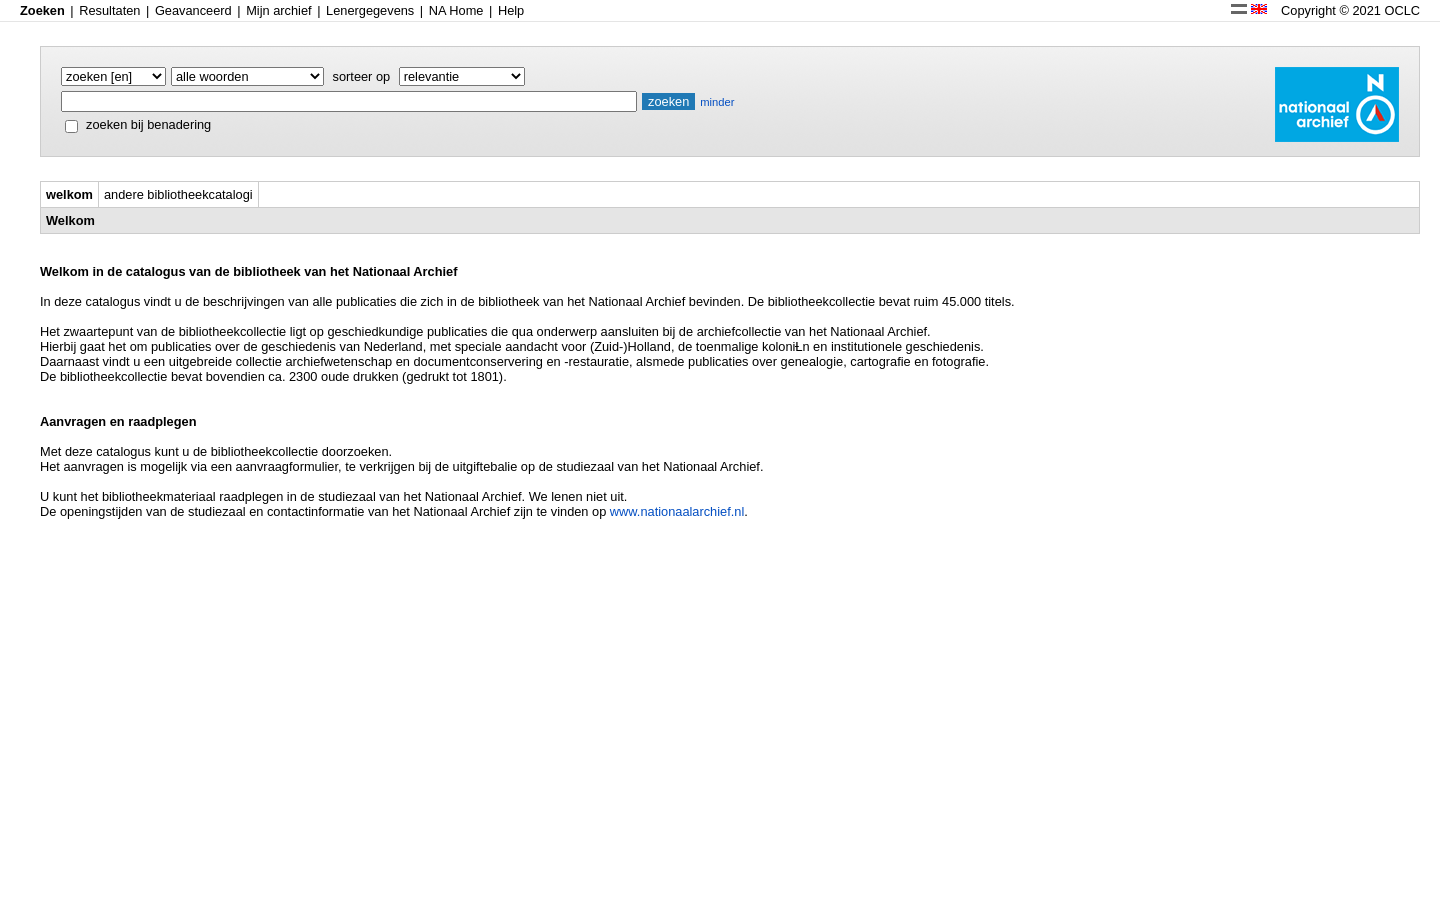 Zoeken | Resultaten | Geavanceerd | Mijn archief | Lenergegevens | NA Home | Help
Copyright © 2021 OCLC
zoeken [en] alle woorden sorteer op relevantie
zoeken minder
zoeken bij benadering
N
nationaal
archief
welkom andere bibliotheekcatalogi
Welkom
Welkom in de catalogus van de bibliotheek van het Nationaal Archief
In deze catalogus vindt u de beschrijvingen van alle publicaties die zich in de bibliotheek van het Nationaal Archief bevinden. De bibliotheekcollectie bevat ruim 45.000 titels.
Het zwaartepunt van de bibliotheekcollectie ligt op geschiedkundige publicaties die qua onderwerp aansluiten bij de archiefcollectie van het Nationaal Archief.
Hierbij gaat het om publicaties over de geschiedenis van Nederland, met speciale aandacht voor (Zuid-)Holland, de toenmalige koloniŁn en institutionele geschiedenis.
Daarnaast vindt u een uitgebreide collectie archiefwetenschap en documentconservering en -restauratie, alsmede publicaties over genealogie, cartografie en fotografie.
De bibliotheekcollectie bevat bovendien ca. 2300 oude drukken (gedrukt tot 1801).
Aanvragen en raadplegen
Met deze catalogus kunt u de bibliotheekcollectie doorzoeken.
Het aanvragen is mogelijk via een aanvraagformulier, te verkrijgen bij de uitgiftebalie op de studiezaal van het Nationaal Archief.
U kunt het bibliotheekmateriaal raadplegen in de studiezaal van het Nationaal Archief. We lenen niet uit.
De openingstijden van de studiezaal en contactinformatie van het Nationaal Archief zijn te vinden op www.nationaalarchief.nl.